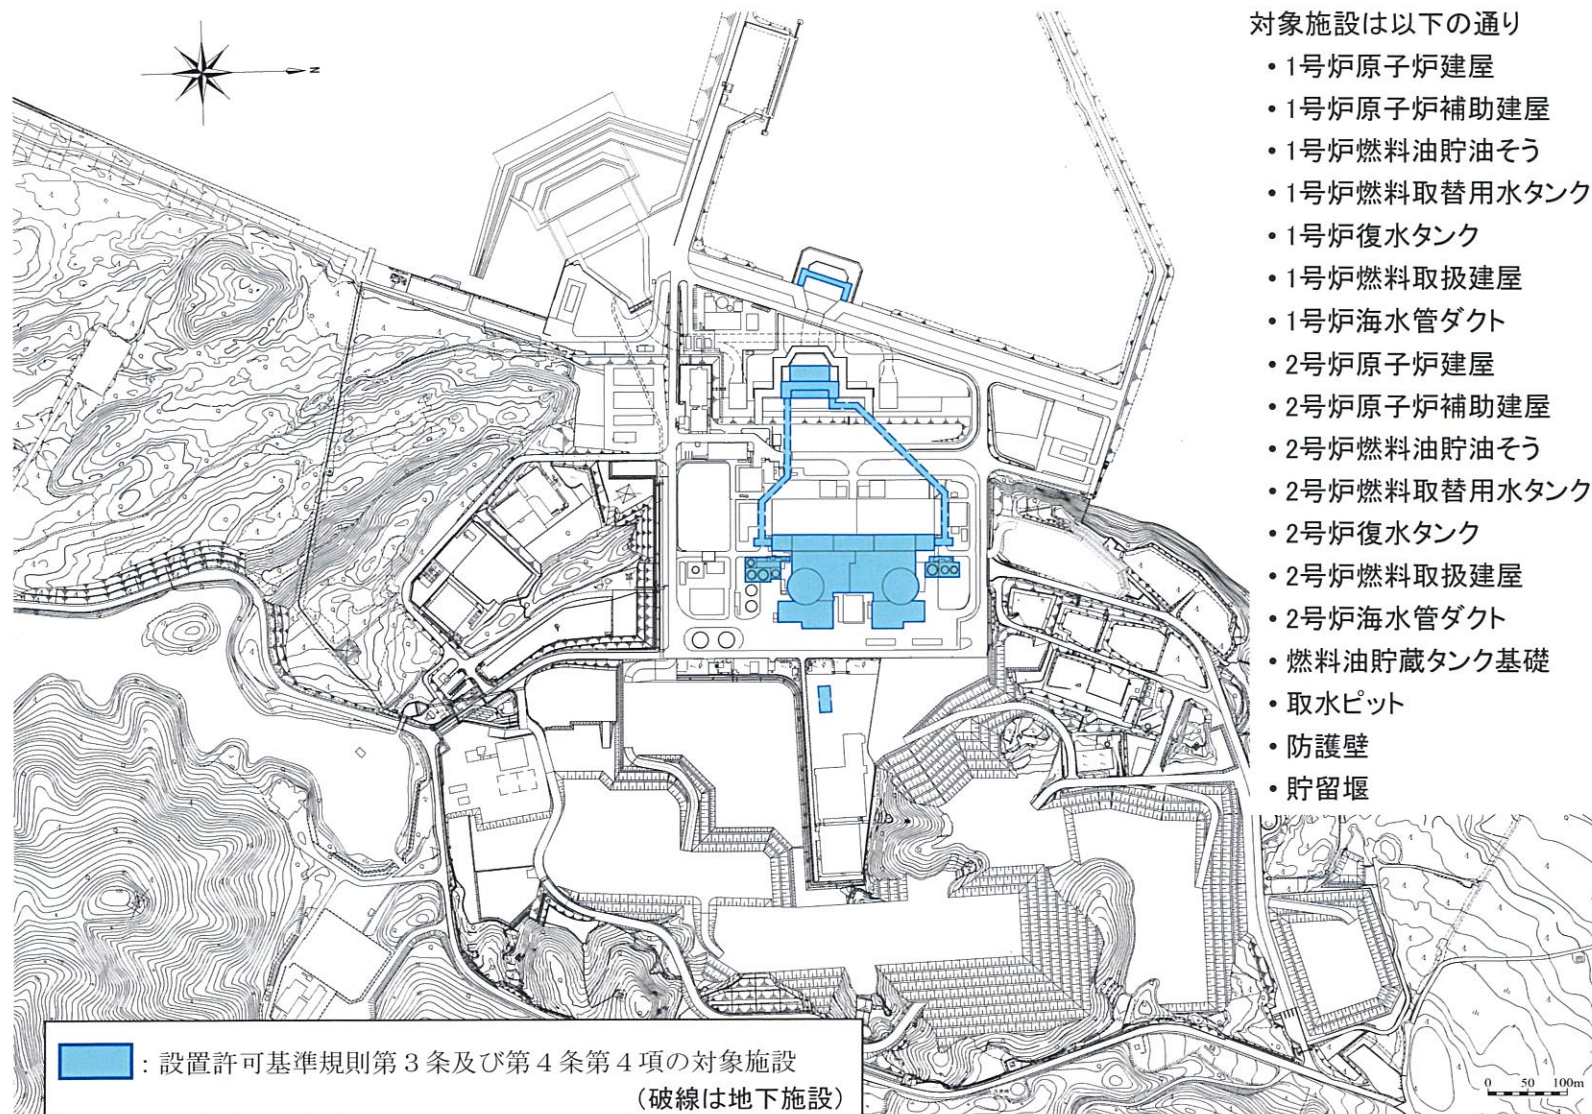 対象施設は以下の通り
・1号炉原子炉建屋
・1号炉原子炉補助建屋
・1号炉燃料油貯油そう
・1号炉燃料取替用水タンク
・1号炉復水タンク
・1号炉燃料取扱建屋
・1号炉海水管ダクト
・2号炉原子炉建屋
・2号炉原子炉補助建屋
・2号炉燃料油貯油そう
・2号炉燃料取替用水タンク
・2号炉復水タンク
・2号炉燃料取扱建屋
・2号炉海水管ダクト
・燃料油貯蔵タンク基礎
・取水ピット
・防護壁
・貯留堰
N
：設置許可基準規則第３条及び第４条第４項の対象施設
（破線は地下施設）
0 50 100m